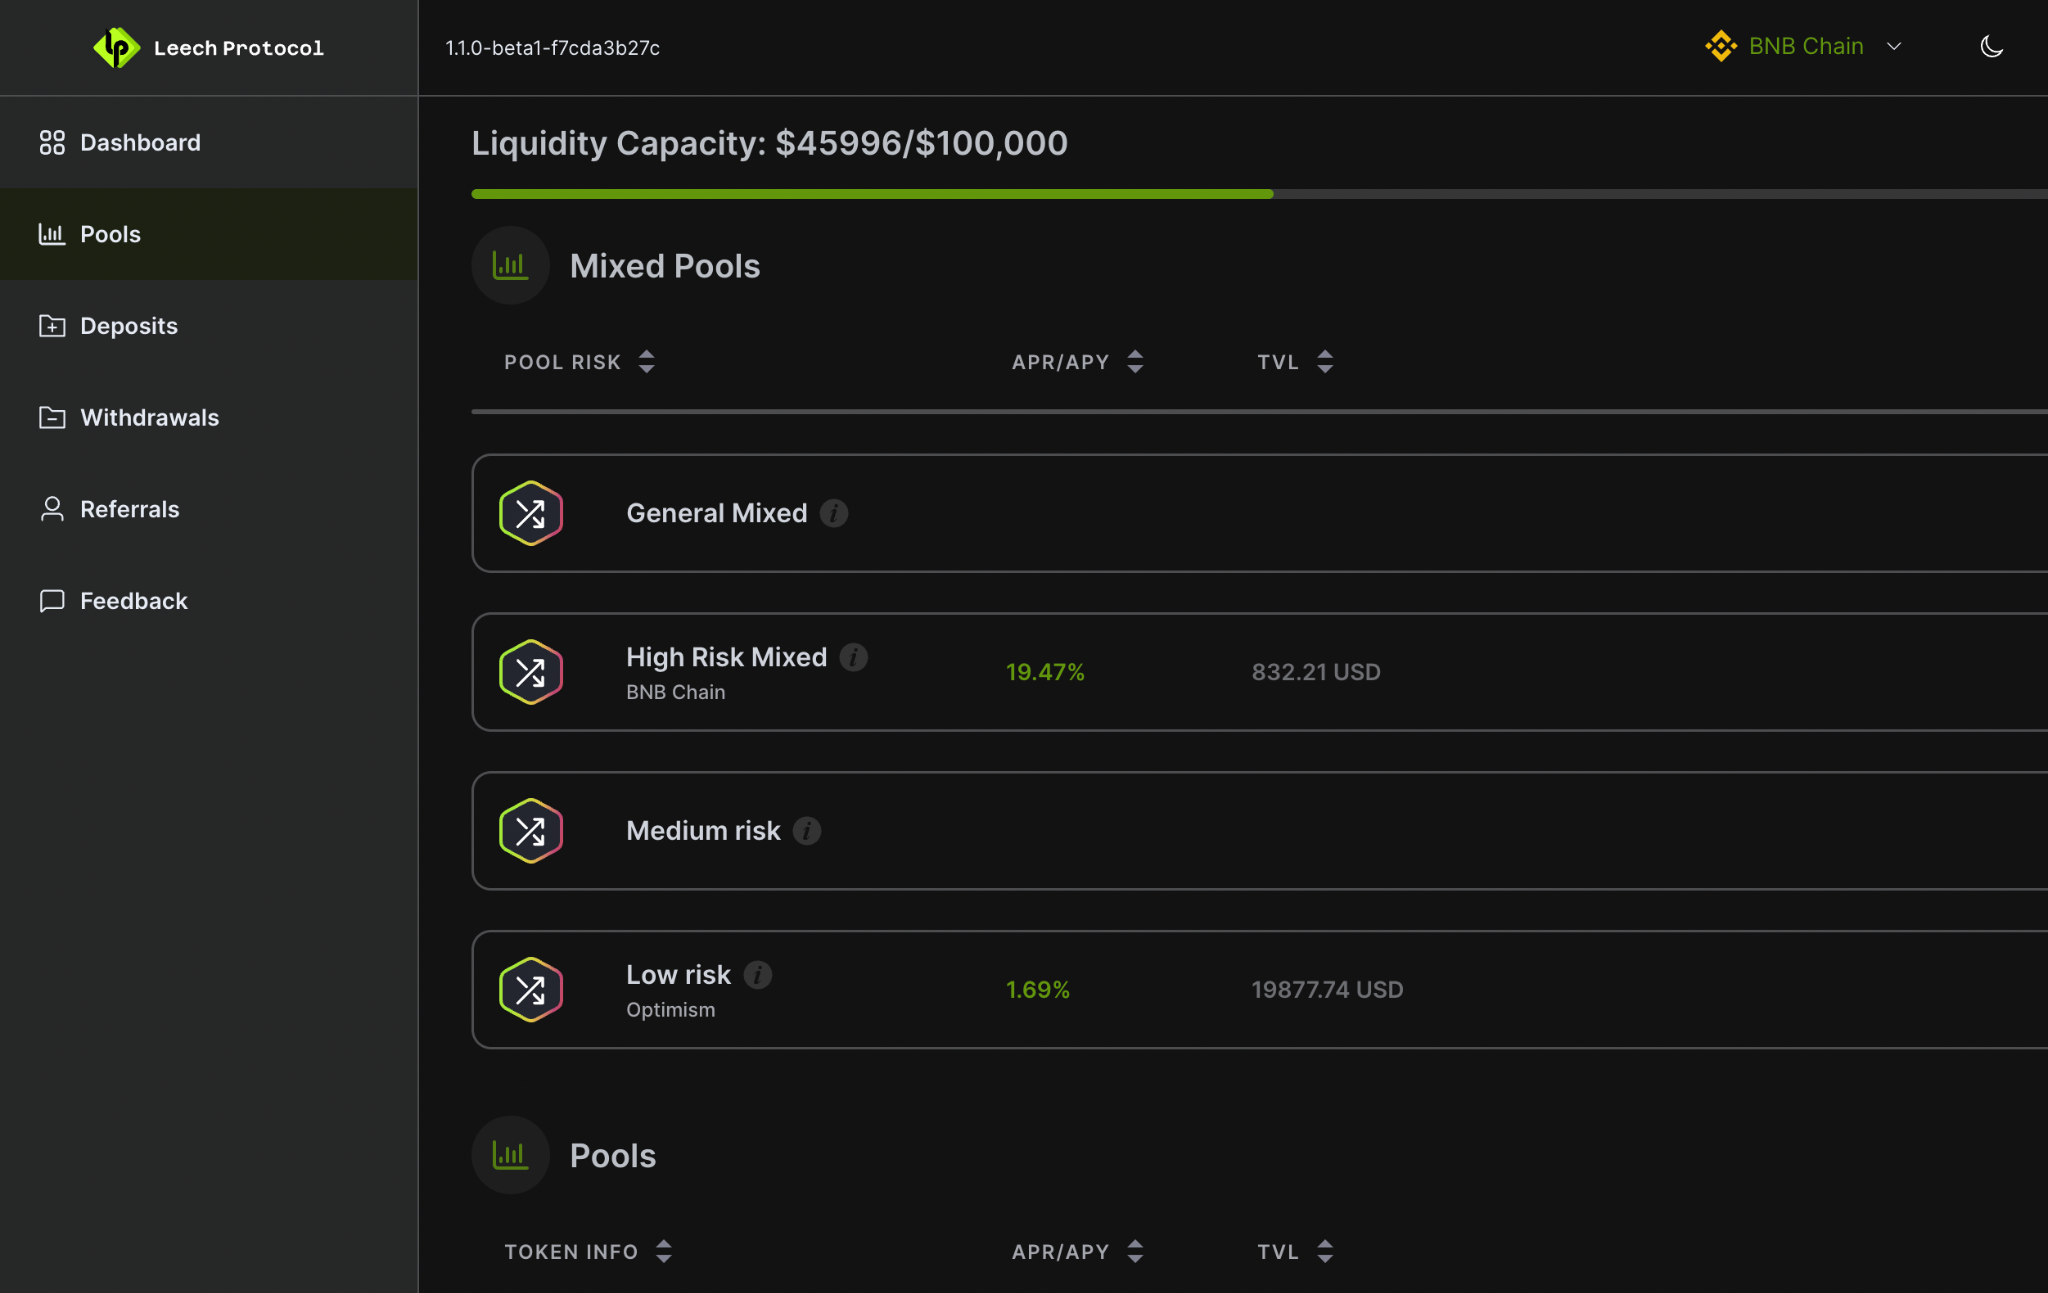 Leech Protocol
1.1.0-beta1-f7cda3b27c
BNB Chain
Dashboard
Pools
Deposits
Withdrawals
Referrals
Feedback
Liquidity Capacity: $45996/$100,000
Mixed Pools
POOL RISK APR/APY TVL
General Mixed i
High Risk Mixed i
BNB Chain
19.47% 832.21 USD
Medium risk i
Low risk i
Optimism
1.69% 19877.74 USD
Pools
TOKEN INFO APR/APY TVL